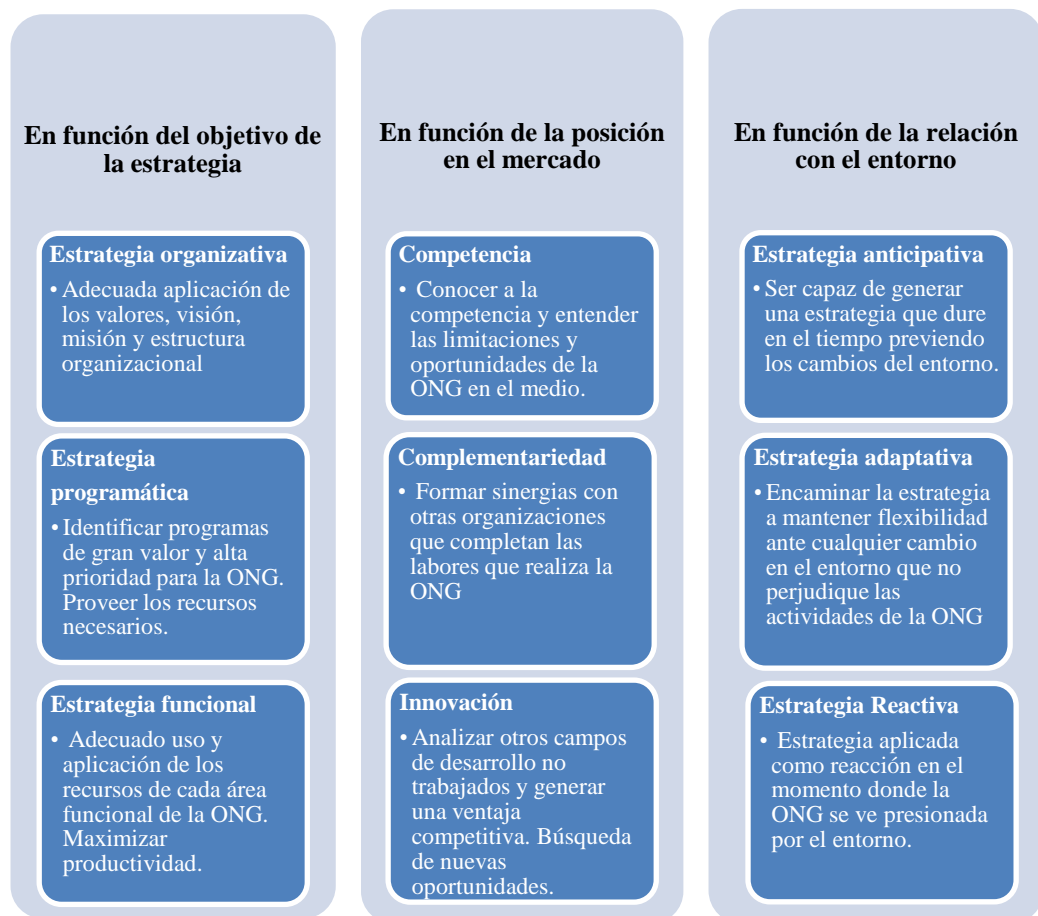 En función del objetivo de
la estrategia
Estrategia organizativa
• Adecuada aplicación de
los valores, visión,
misión y estructura
organizacional
Estrategia
programática
• Identificar programas
de gran valor y alta
prioridad para la ONG.
Proveer los recursos
necesarios.
Estrategia funcional
• Adecuado uso y
aplicación de los
recursos de cada área
funcional de la ONG.
Maximizar
productividad.
En función de la posición
en el mercado
Competencia
• Conocer a la
competencia y entender
las limitaciones y
oportunidades de la
ONG en el medio.
Complementariedad
• Formar sinergias con
otras organizaciones
que completan las
labores que realiza la
ONG
Innovación
• Analizar otros campos
de desarrollo no
trabajados y generar
una ventaja
competitiva. Búsqueda
de nuevas
oportunidades.
En función de la relación
con el entorno
Estrategia anticipativa
• Ser capaz de generar
una estrategia que dure
en el tiempo previendo
los cambios del entorno.
Estrategia adaptativa
• Encaminar la estrategia
a mantener flexibilidad
ante cualquier cambio
en el entorno que no
perjudique las
actividades de la ONG
Estrategia Reactiva
• Estrategia aplicada
como reacción en el
momento donde la
ONG se ve presionada
por el entorno.